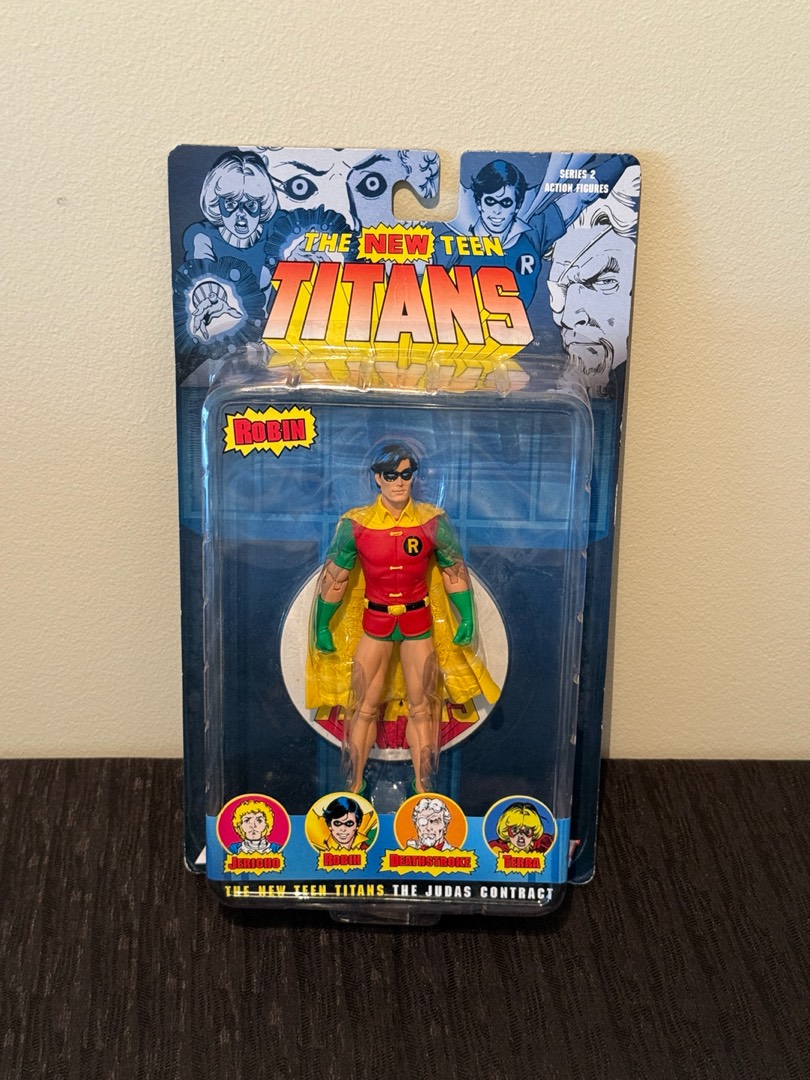 SERIES 2
ACTION FIGURES
THE NEW TEEN
TITANS
R
ROBIN
R
JERICHO
ROBIN
DEATHSTROKE
TERRA
THE NEW TEEN TITANS THE JUDAS CONTRACT